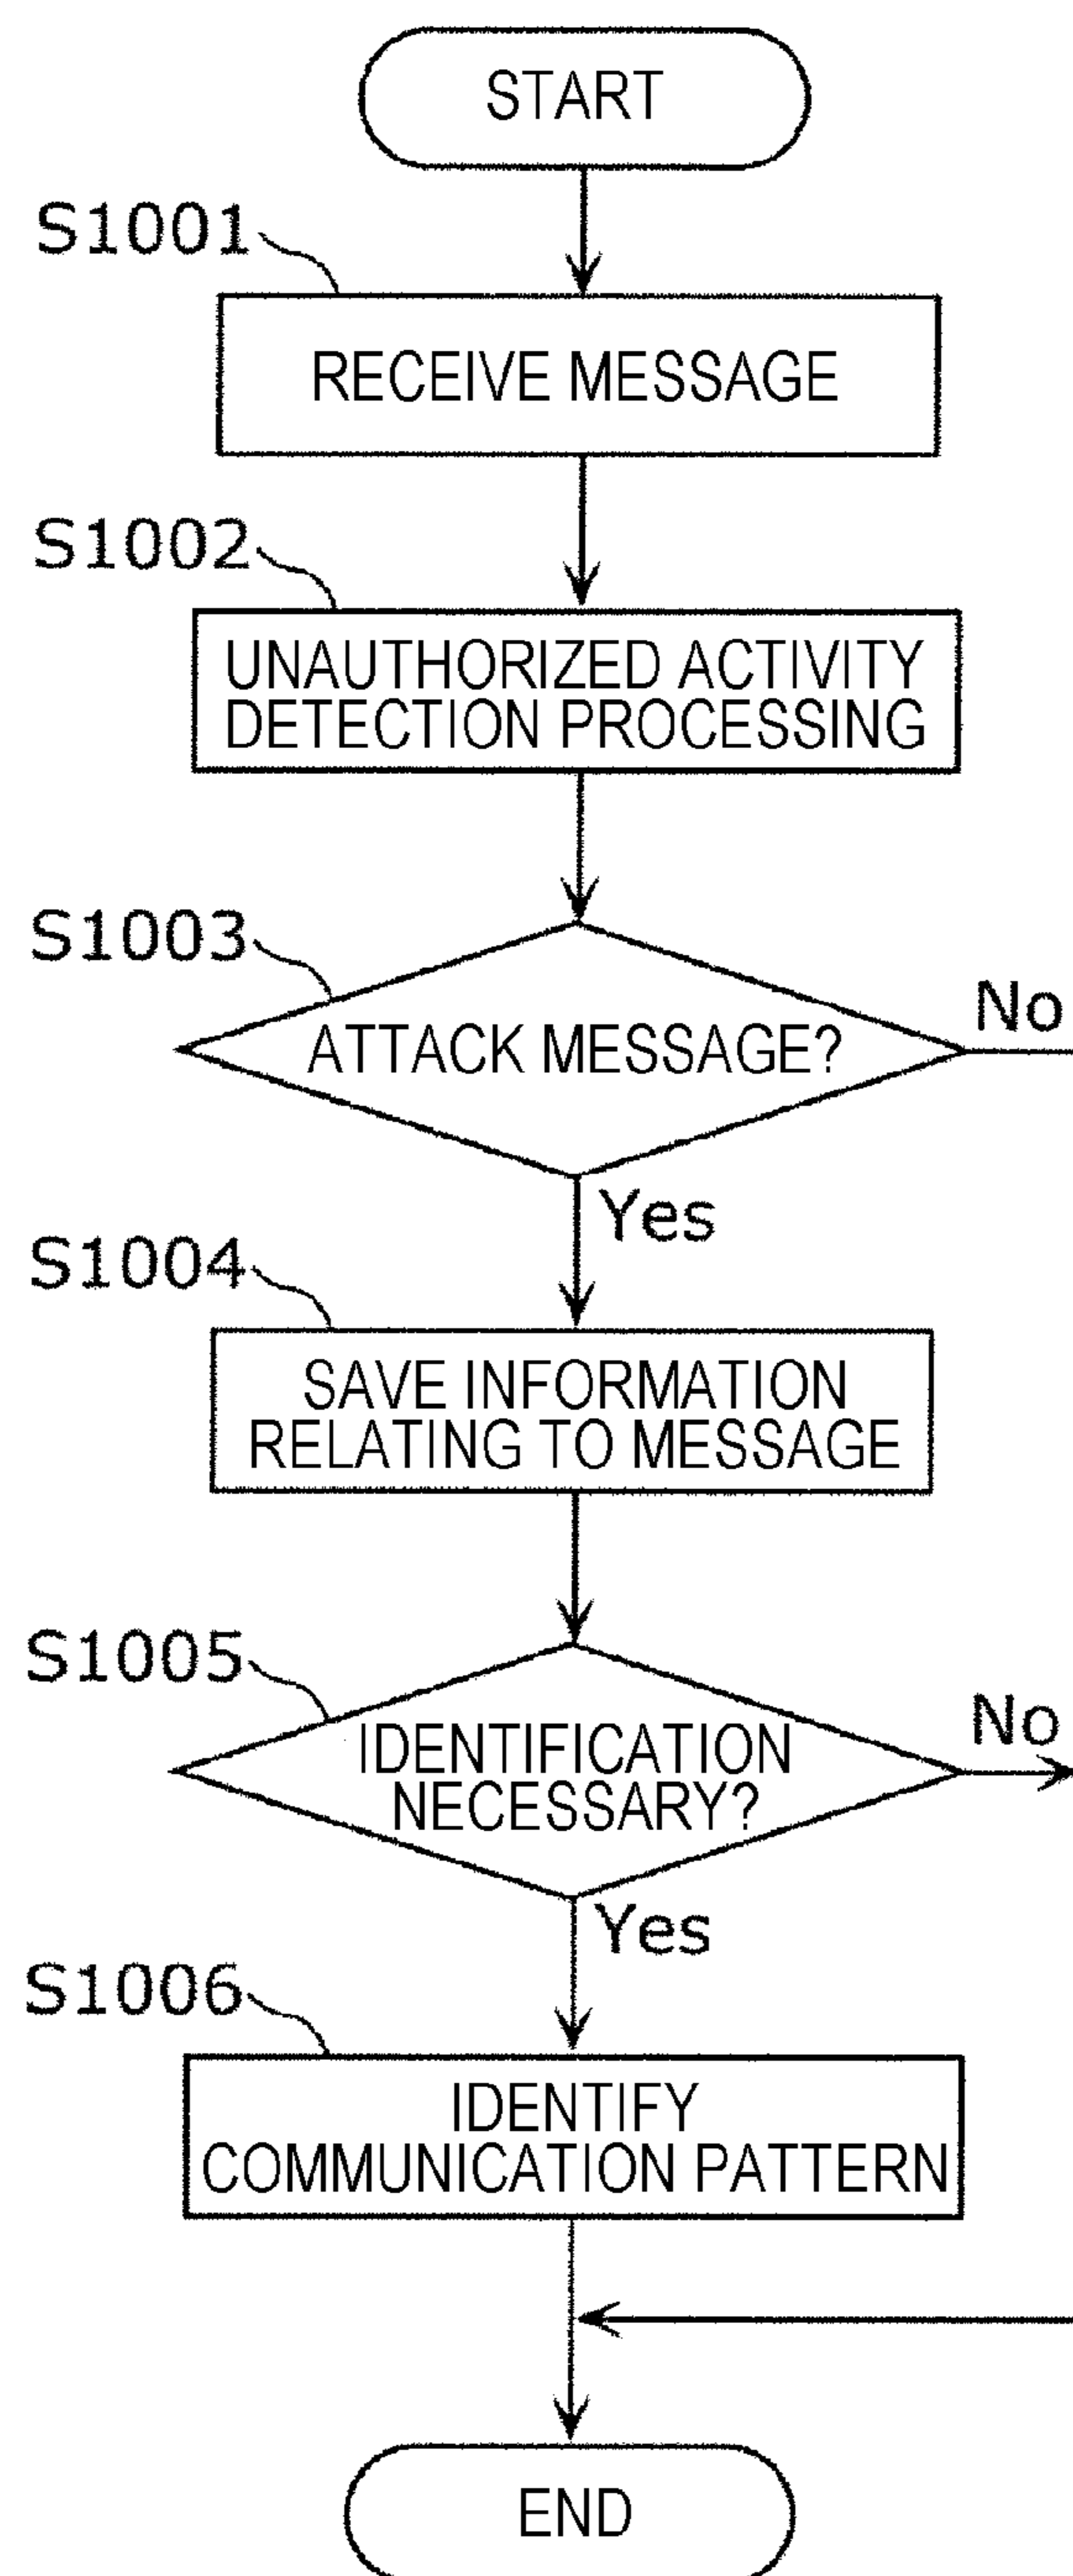 START
S1001
RECEIVE MESSAGE
S1002
UNAUTHORIZED ACTIVITY
DETECTION PROCESSING
S1003
ATTACK MESSAGE?
No
Yes
S1004
SAVE INFORMATION
RELATING TO MESSAGE
S1005
IDENTIFICATION
NECESSARY?
No
Yes
S1006
IDENTIFY
COMMUNICATION PATTERN
END